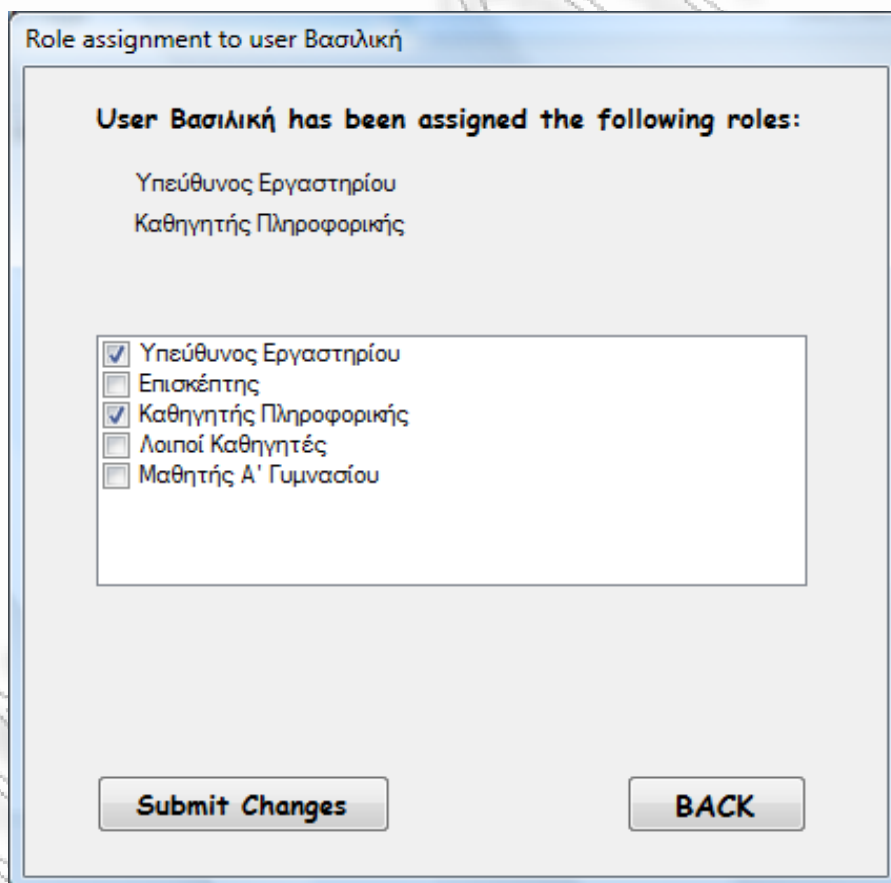 Role assignment to user Βασιλική
User Βασιλική has been assigned the following roles:
Υπεύθυνος Εργαστηρίου
Καθηγητής Πληροφορικής
Υπεύθυνος Εργαστηρίου
Επισκέπτης
Καθηγητής Πληροφορικής
Λοιποί Καθηγητές
Μαθητής Α' Γυμνασίου
Submit Changes
BACK